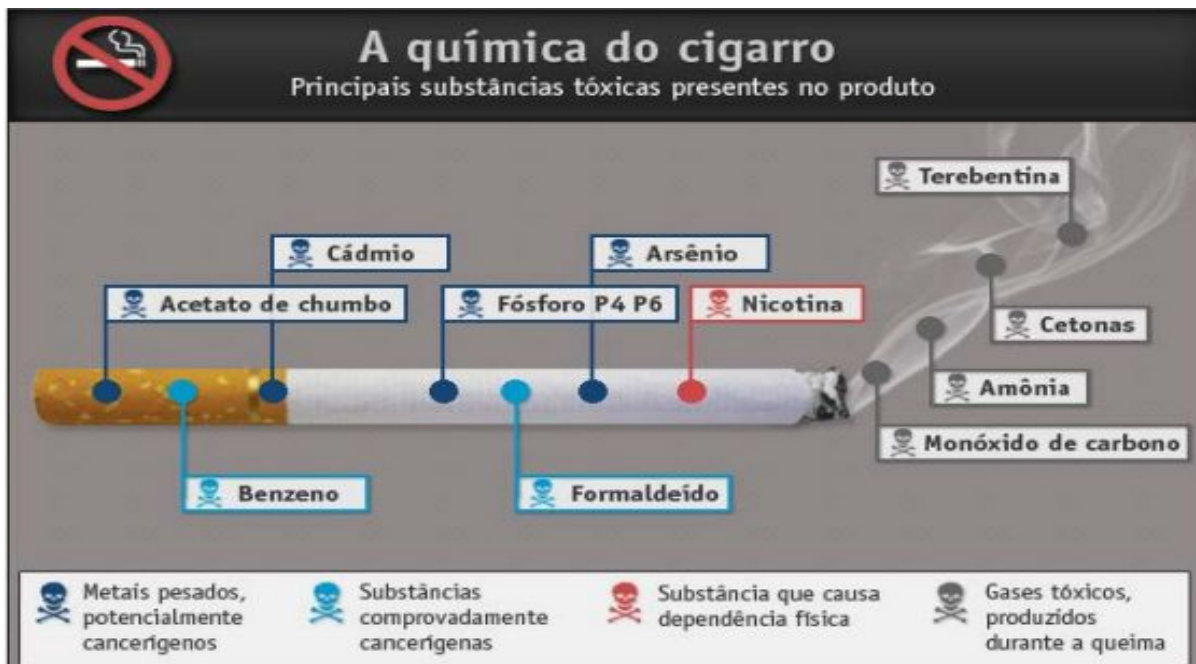 A química do cigarro
Principais substâncias tóxicas presentes no produto
Terebentina
Cádmio
Arsênio
Acetato de chumbo
Fósforo P4 P6
Nicotina
Cetonas
Amônia
Monóxido de carbono
Benzeno
Formaldeído
Metais pesados,
potencialmente
cancerígenos
Substâncias
comprovadamente
cancerígenas
Substância que causa
dependência física
Gases tóxicos,
produzidos
durante a queima